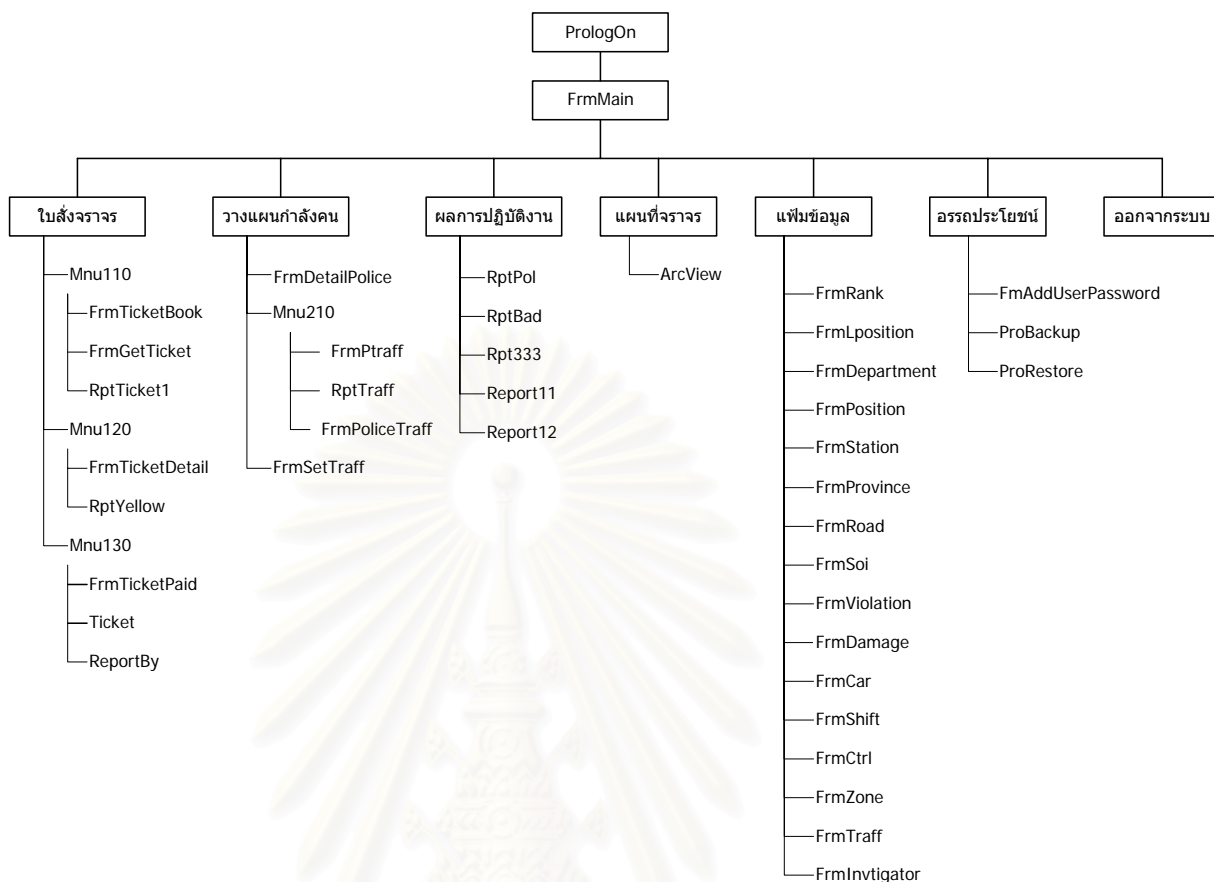 PrologOn
FrmMain
ใบสั่งจราจร
Mnu110
FrmTicketBook
FrmGetTicket
RptTicket1
Mnu120
FrmTicketDetail
RptYellow
Mnu130
FrmTicketPaid
Ticket
ReportBy
วางแผนกำลังคน
FrmDetailPolice
Mnu210
FrmPtraff
RptTraff
FrmPoliceTraff
FrmSetTraff
ผลการปฏิบัติงาน
RptPol
RptBad
Rpt333
Report11
Report12
แผนที่จราจร
ArcView
แฟ้มข้อมูล
FrmRank
FrmLposition
FrmDepartment
FrmPosition
FrmStation
FrmProvince
FrmRoad
FrmSoi
FrmViolation
FrmDamage
FrmCar
FrmShift
FrmCtrl
FrmZone
FrmTraff
FrmInvtigator
อรรถประโยชน์
FmAddUserPassword
ProBackup
ProRestore
ออกจากระบบ